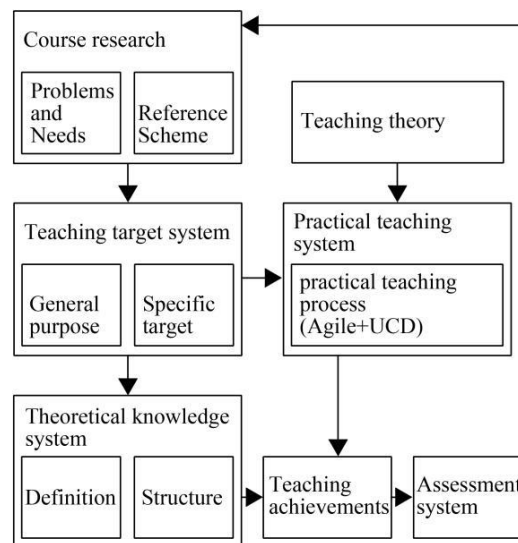 Course research
Problems
and
Needs
Reference
Scheme
Teaching theory
Teaching target system
General
purpose
Specific
target
Practical teaching
system
practical teaching
process
(Agile+UCD)
Theoretical knowledge
system
Definition
Structure
Teaching
achievements
Assessment
system